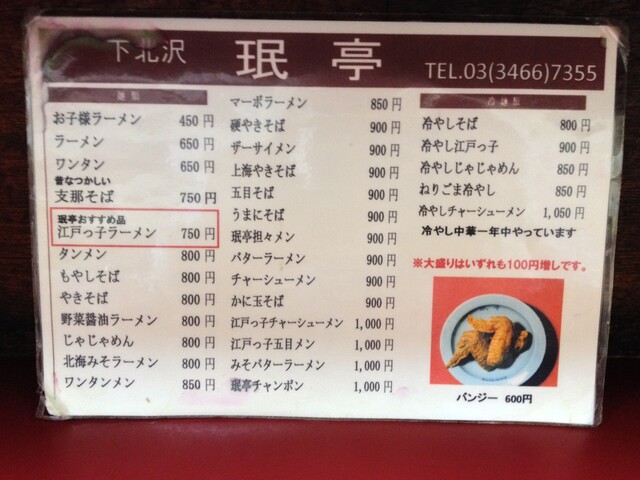 下北沢 珉亭 TEL.03(3466)7355
麺類
お子様ラーメン 450円
ラーメン 650円
ワンタン 650円
昔なつかしい
支那そば 750円
珉亭おすすめ品
江戸っ子ラーメン 750円
タンメン 800円
もやしそば 800円
やきそば 800円
野菜醤油ラーメン 800円
じゃじゃめん 800円
北海みそラーメン 800円
ワンタンメン 850円
マーボラーメン 850円
硬やきそば 900円
ザーサイメン 900円
上海やきそば 900円
五目そば 900円
うまにそば 900円
珉亭担々メン 900円
バターラーメン 900円
チャーシューメン 900円
かに玉そば 900円
江戸っ子チャーシューメン 1,000円
江戸っ子五目メン 1,000円
みそバターラーメン 1,000円
珉亭チャンポン 1,000円
冷麺類
冷やしそば 800円
冷やし江戸っ子 900円
冷やしじゃじゃめん 850円
ねりごま冷やし 850円
冷やしチャーシューメン 1,050円
冷やし中華一年中やっています
※大盛りはいずれも100円増しです。
バンジー 600円